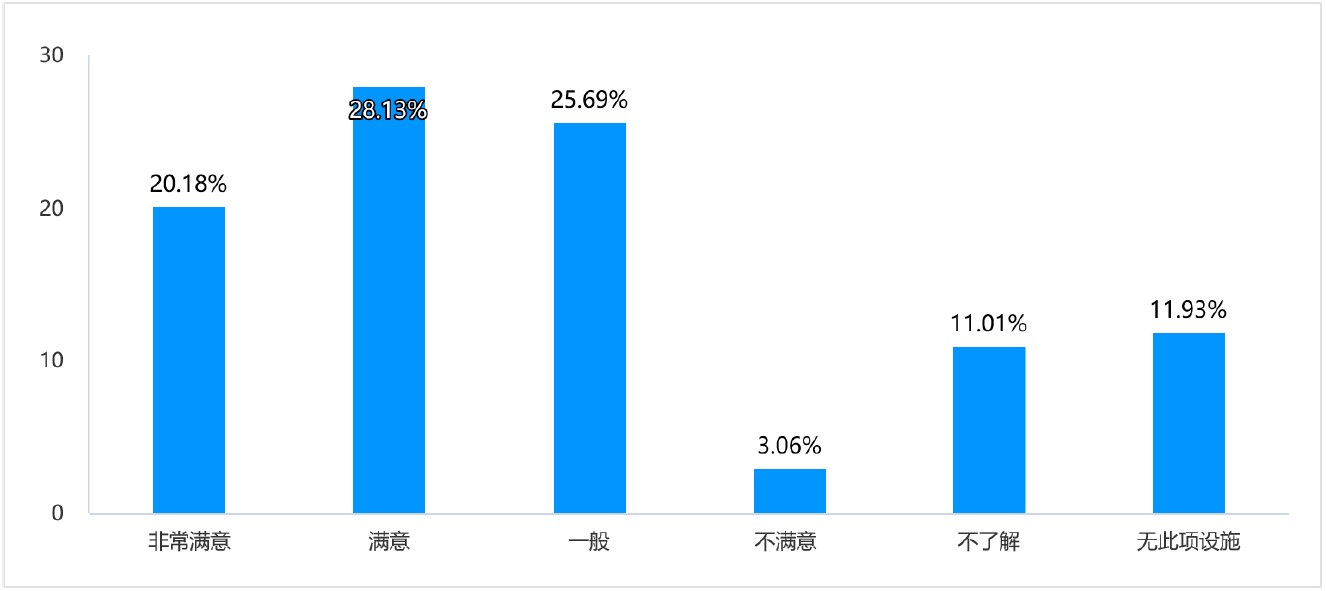 30
28.13%
25.69%
20.18%
20
11.93%
11.01%
10
3.06%
0
非常满意
满意
一般
不满意
不了解
无此项设施